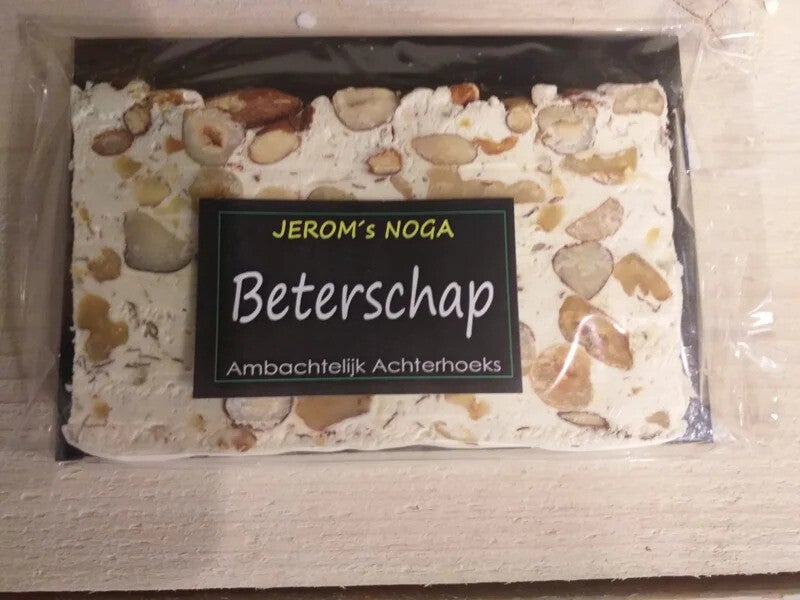 JEROM´s NOGA
Beterschap
Ambachtelijk Achterhoeks